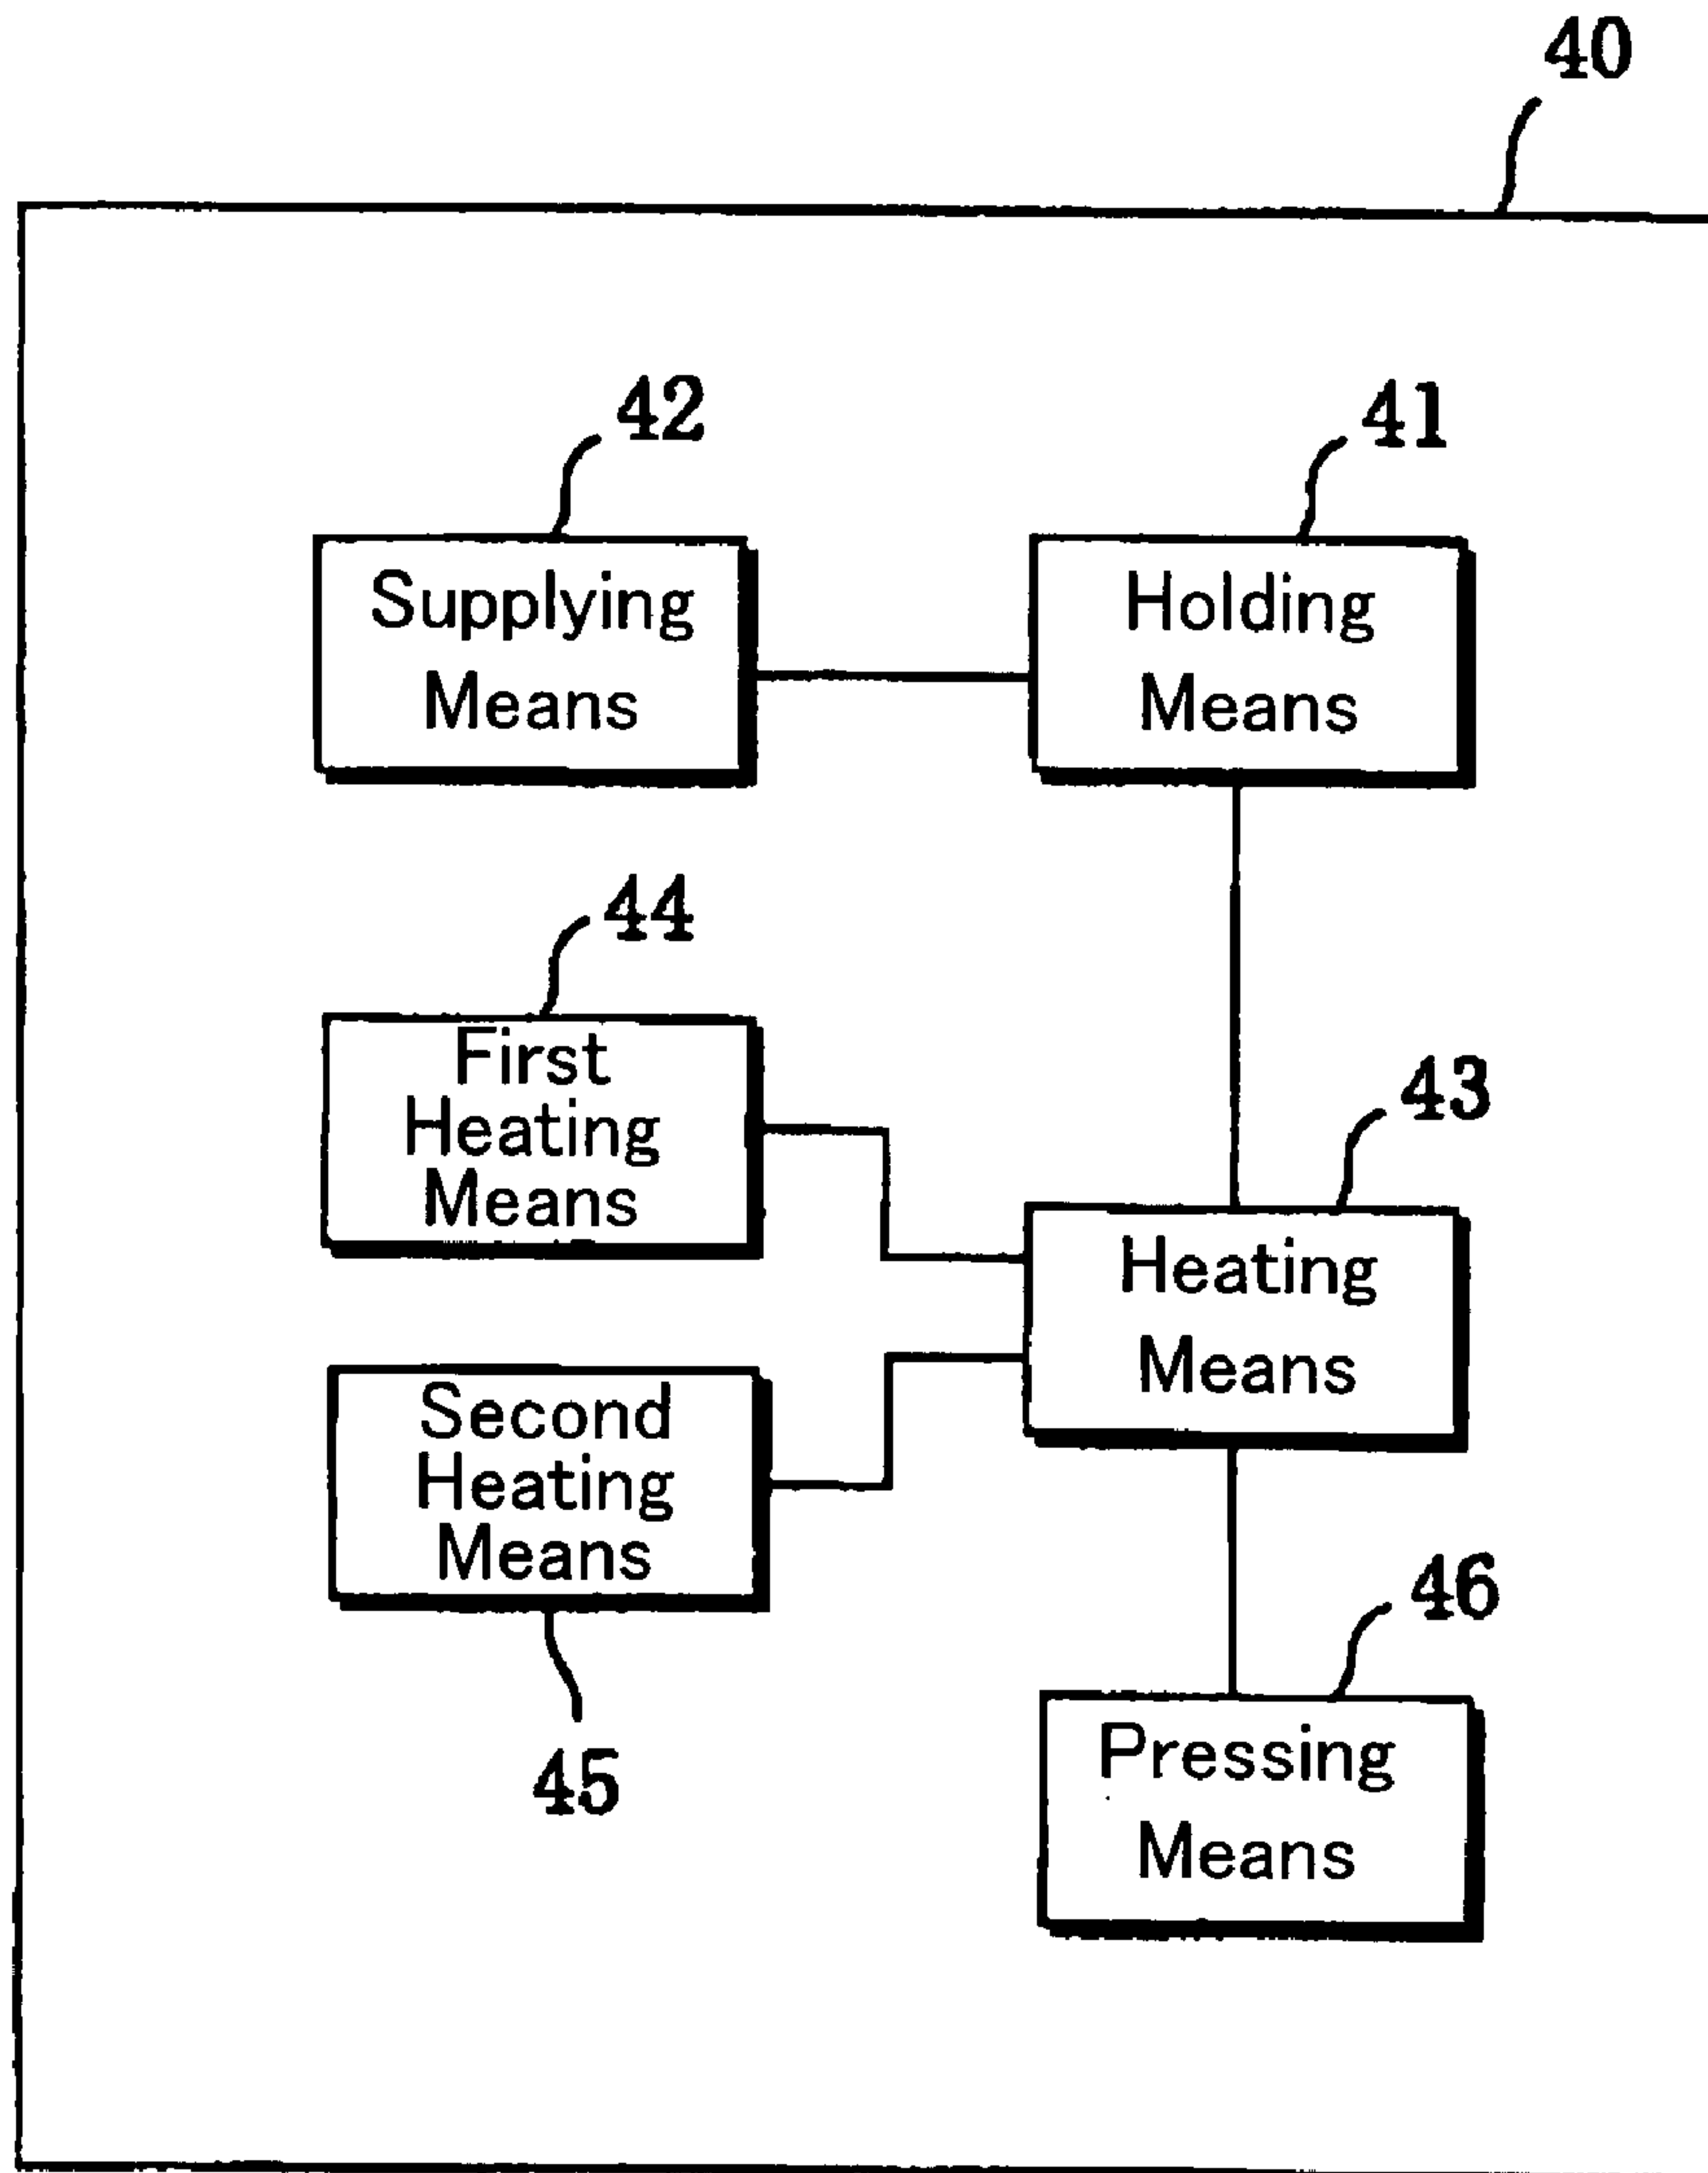 40
42
41
Supplying
Means
Holding
Means
44
First
Heating
Means
43
Heating
Means
Second
Heating
Means
45
46
Pressing
Means